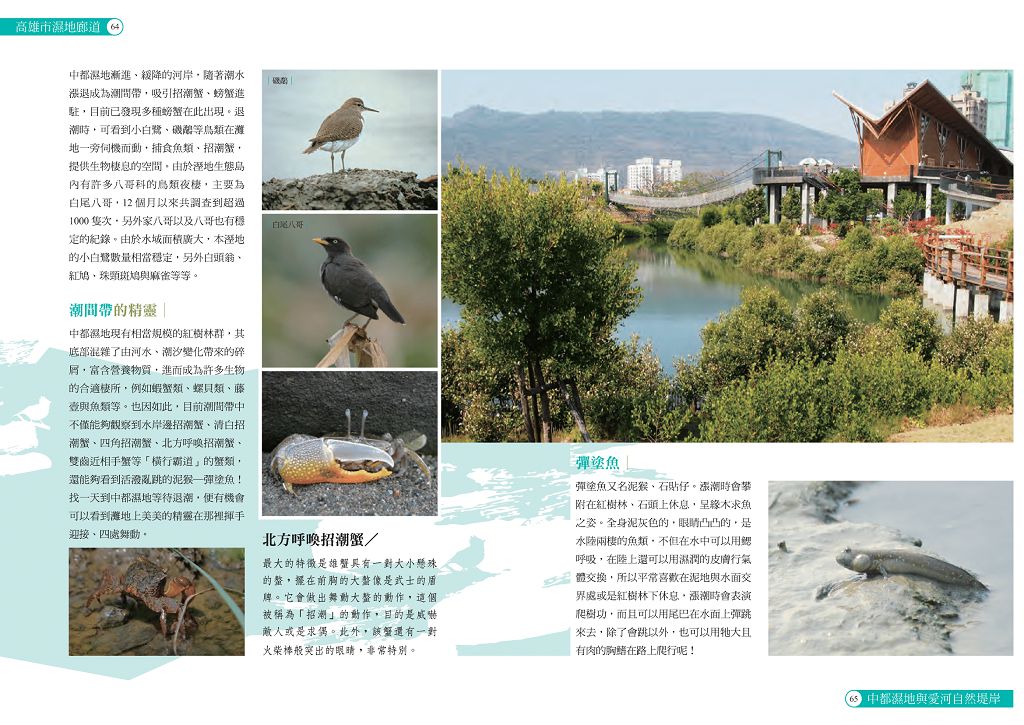 高雄市濕地廊道 64
中都濕地漸進、緩降的河岸，隨著潮水
漲退成為潮間帶，吸引招潮蟹、螃蟹進
駐，目前已發現多種螃蟹在此出現。退
潮時，可看到小白鷺、磯鷸等鳥類在灘
地一旁伺機而動，捕食魚類、招潮蟹，
提供生物棲息的空間。由於溼地生態島
內有許多八哥科的鳥類夜棲，主要為
白尾八哥，12 個月以來共調查到超過
1000 隻次，另外家八哥以及八哥也有穩
定的紀錄。由於水域面積廣大，本溼地
的小白鷺數量相當穩定，另外白頭翁、
紅鳩、珠頸斑鳩與麻雀等等。
潮間帶的精靈
中都濕地現有相當規模的紅樹林群，其
底部混雜了由河水、潮汐變化帶來的碎
屑，富含營養物質，進而成為許多生物
的合適棲所，例如蝦蟹類、螺貝類、藤
壺與魚類等。也因如此，目前潮間帶中
不僅能夠觀察到水岸邊招潮蟹、清白招
潮蟹、四角招潮蟹、北方呼喚招潮蟹、
雙齒近相手蟹等「橫行霸道」的蟹類，
還能夠看到活潑亂跳的泥猴—彈塗魚！
找一天到中都濕地等待退潮，便有機會
可以看到灘地上美美的精靈在那裡揮手
迎接、四處舞動。
磯鷸
白尾八哥
北方呼喚招潮蟹／
最大的特徵是雄蟹具有一對大小懸殊
的螯，擺在前胸的大螯像是武士的盾
牌。它會做出舞動大螯的動作，這個
被稱為「招潮」的動作，目的是威嚇
敵人或是求偶。此外，該蟹還有一對
火柴棒般突出的眼睛，非常特別。
彈塗魚
彈塗魚又名泥猴、石貼仔。漲潮時會攀
附在紅樹林、石頭上休息，呈緣木求魚
之姿。全身泥灰色的，眼睛凸凸的，是
水陸兩棲的魚類，不但在水中可以用鰓
呼吸，在陸上還可以用濕潤的皮膚行氣
體交換，所以平常喜歡在泥地與水面交
界處或是紅樹林下休息，漲潮時會表演
爬樹功，而且可以用尾巴在水面上彈跳
來去，除了會跳以外，也可以用牠大且
有肉的胸鰭在路上爬行呢！
65 中都濕地與愛河自然堤岸